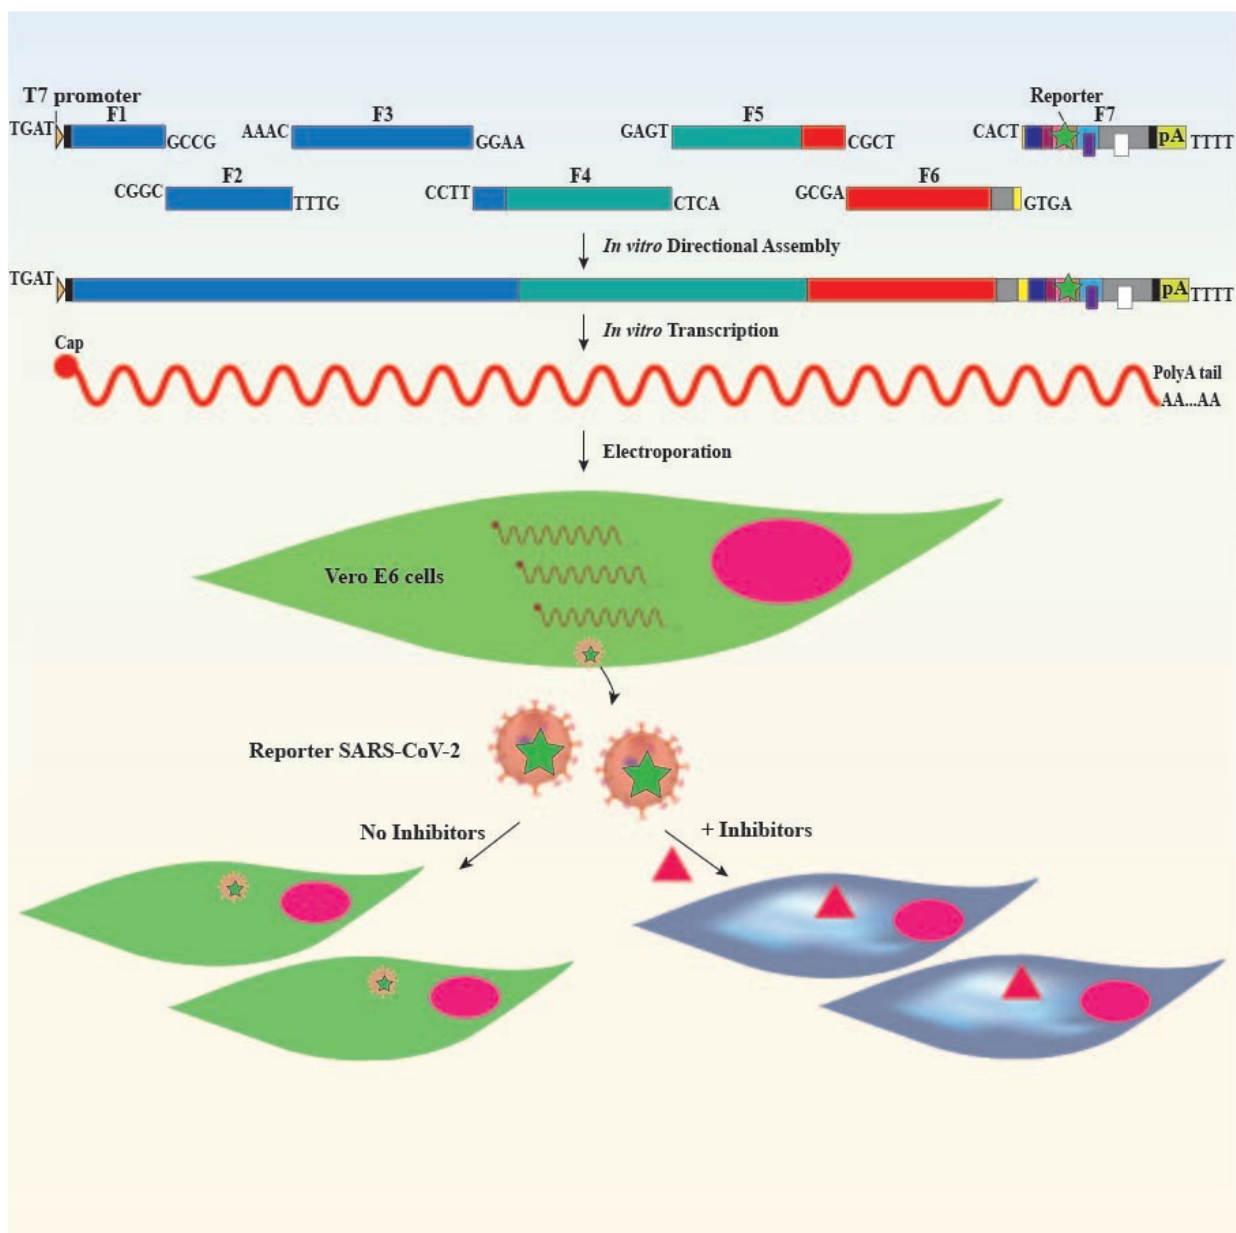 T7 promoter
Reporter
F1
F3
F5
F7
TGAT
GCCG
AAAC
GGAA
GAGT
CGCT
CACT
pA
TTTT
F2
F4
F6
CGGC
TTTG
CCTT
CTCA
GCGA
GTGA
In vitro Directional Assembly
TGAT
pA
TTTT
In vitro Transcription
Cap
PolyA tail
AA...AA
Electroporation
Vero E6 cells
Reporter SARS-CoV-2
No Inhibitors
+ Inhibitors